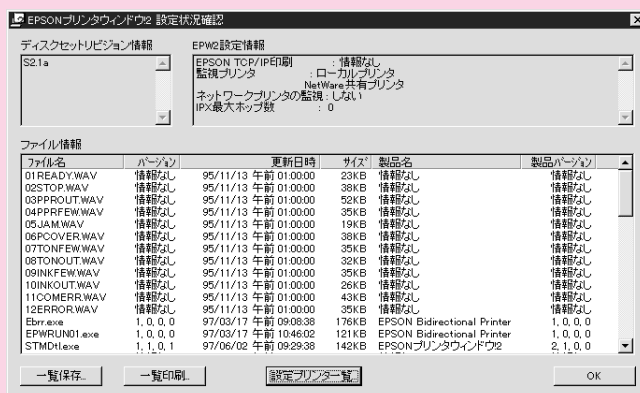 EPSONプリンタウィンドウ!2 設定状況確認
ディスクセットリビジョン情報
S2.1a
EPW2設定情報
EPSON TCP/IP印刷 : 情報なし
監視プリンタ : ローカルプリンタ
NetWare共有プリンタ
ネットワークプリンタの監視 : しない
IPX最大ホップ数 : 0
ファイル情報
ファイル名 バージョン 更新日時 サイズ 製品名 製品バージョン
01READY.WAV 情報なし 95/11/13 午前 01:00:00 23KB 情報なし 情報なし
02STOP.WAV 情報なし 95/11/13 午前 01:00:00 38KB 情報なし 情報なし
03PPROUT.WAV 情報なし 95/11/13 午前 01:00:00 52KB 情報なし 情報なし
04PPRFEW.WAV 情報なし 95/11/13 午前 01:00:00 35KB 情報なし 情報なし
05JAM.WAV 情報なし 95/11/13 午前 01:00:00 19KB 情報なし 情報なし
06PCOVER.WAV 情報なし 95/11/13 午前 01:00:00 38KB 情報なし 情報なし
07TONFEW.WAV 情報なし 95/11/13 午前 01:00:00 35KB 情報なし 情報なし
08TONOUT.WAV 情報なし 95/11/13 午前 01:00:00 32KB 情報なし 情報なし
09INKFEW.WAV 情報なし 95/11/13 午前 01:00:00 35KB 情報なし 情報なし
10INKOUT.WAV 情報なし 95/11/13 午前 01:00:00 26KB 情報なし 情報なし
11COMERR.WAV 情報なし 95/11/13 午前 01:00:00 43KB 情報なし 情報なし
12ERROR.WAV 情報なし 95/11/13 午前 01:00:00 35KB 情報なし 情報なし
Ebrr.exe 1, 0, 0, 0 97/03/17 午前 09:08:38 176KB EPSON Bidirectional Printer 1, 0, 0, 0
EPWRUN01.exe 1, 0, 0, 0 97/03/17 午前 10:46:02 121KB EPSON Bidirectional Printer 1, 0, 0, 0
STMDtl.exe 1, 1, 0, 1 97/06/02 午前 09:29:38 142KB EPSONプリンタウィンドウ!2 2, 1, 0, 0
一覧保存... 一覧印刷... 設定プリンター覧... OK